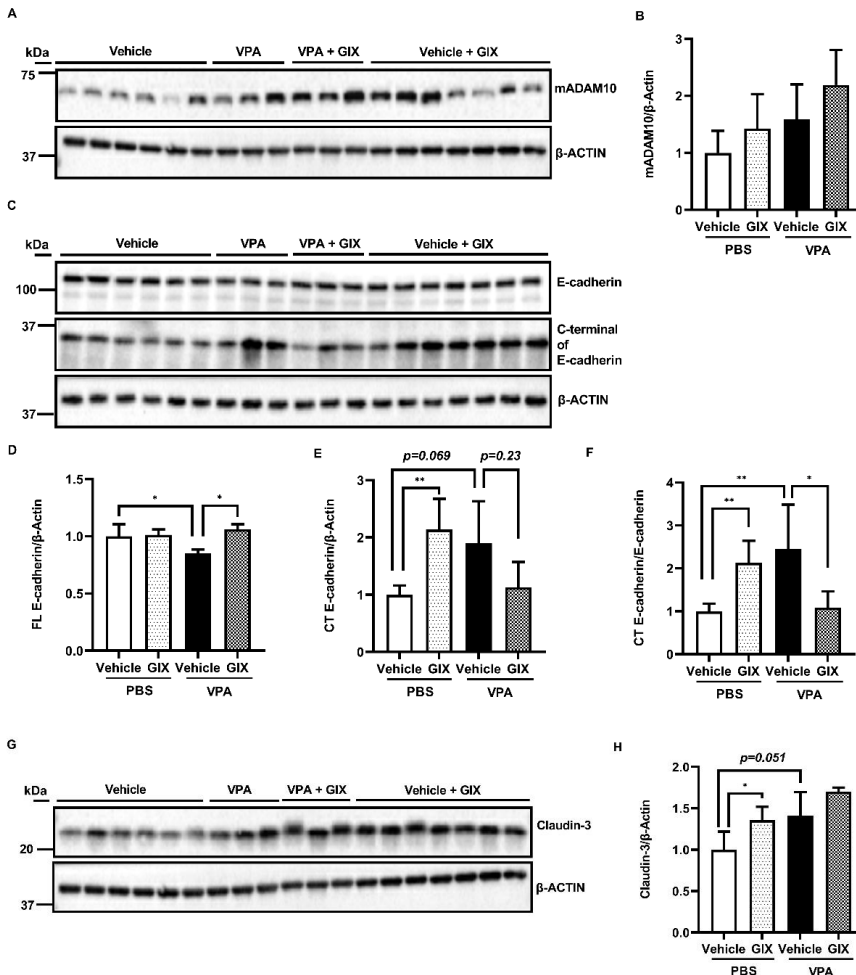 A
kDa
Vehicle
VPA
VPA + GIX
Vehicle + GIX
75
mADAM10
37
β-ACTIN
B
mADAM10/β-Actin
3
2
1
0
Vehicle GIX Vehicle GIX
PBS VPA
C
kDa
Vehicle
VPA
VPA + GIX
Vehicle + GIX
100
E-cadherin
37
C-terminal
of
E-cadherin
37
β-ACTIN
D
FL E-cadherin/β-Actin
1.5
1.0
0.5
0.0
*
*
Vehicle GIX Vehicle GIX
PBS VPA
E
CT E-cadherin/β-Actin
3
2
1
0
p=0.069
p=0.23
**
Vehicle GIX Vehicle GIX
PBS VPA
F
CT E-cadherin/E-cadherin
4
3
2
1
0
**
*
**
Vehicle GIX Vehicle GIX
PBS VPA
G
kDa
Vehicle
VPA
VPA + GIX
Vehicle + GIX
20
Claudin-3
37
β-ACTIN
H
Claudin-3/β-Actin
2.0
1.5
1.0
0.5
0.0
p=0.051
*
Vehicle GIX Vehicle GIX
PBS VPA